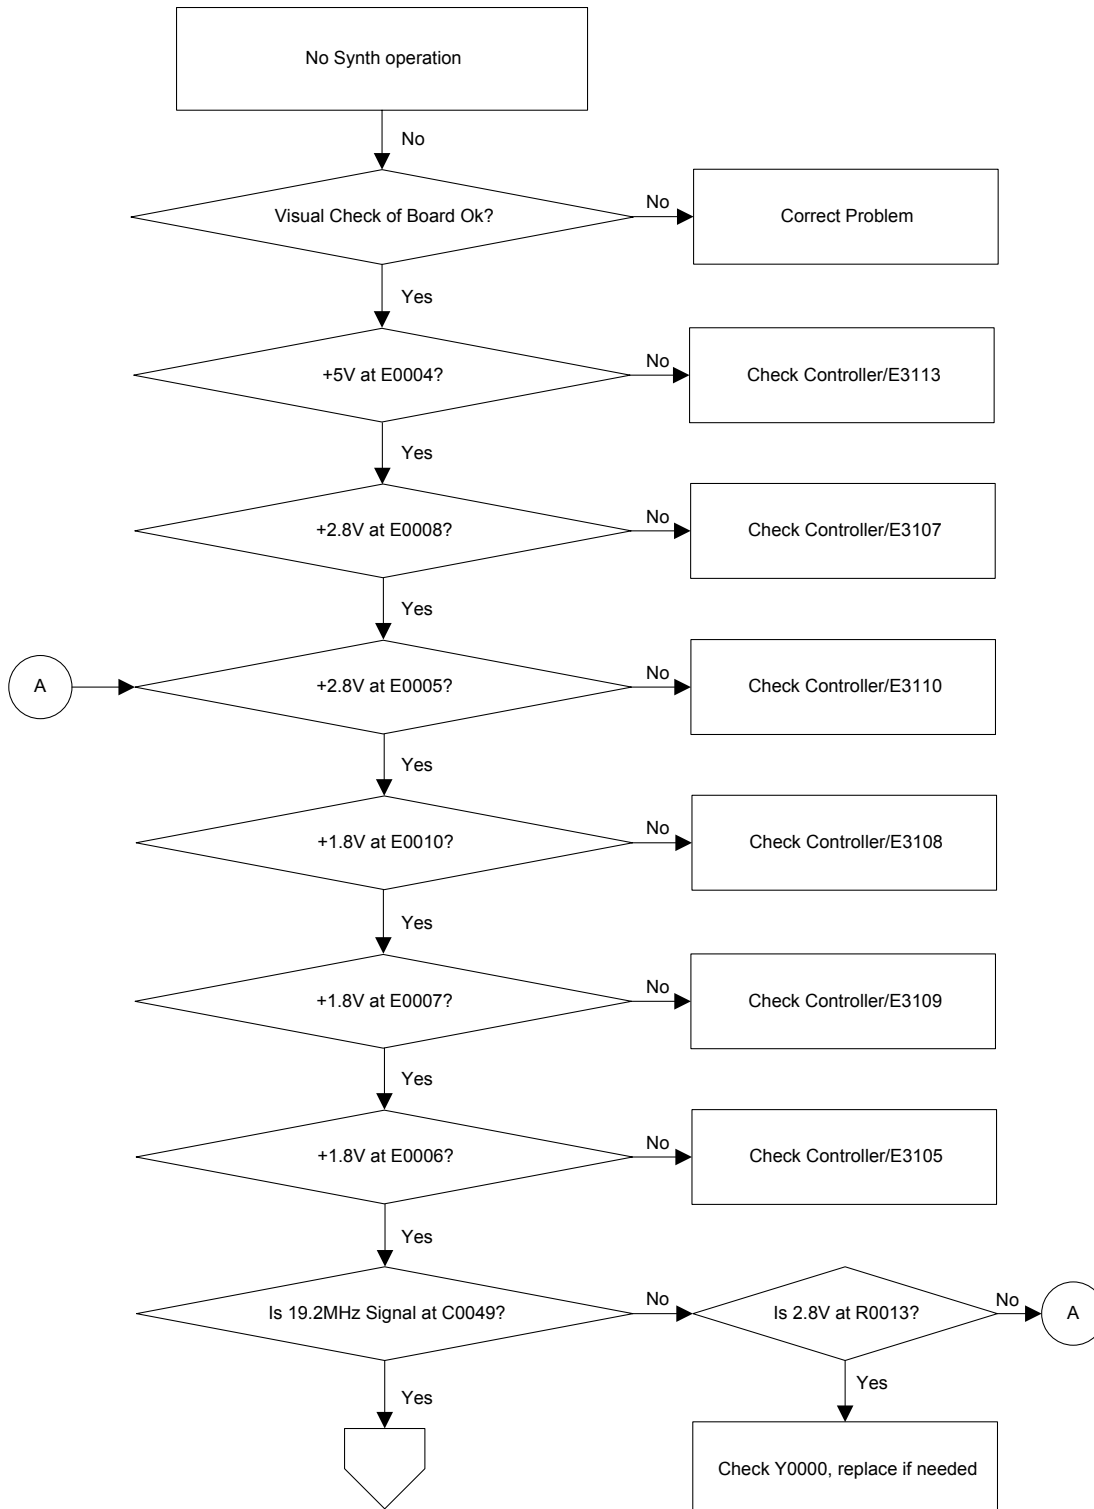 No Synth operation
No
Visual Check of Board Ok?
No
Correct Problem
Yes
+5V at E0004?
No
Check Controller/E3113
Yes
+2.8V at E0008?
No
Check Controller/E3107
Yes
A
+2.8V at E0005?
No
Check Controller/E3110
Yes
+1.8V at E0010?
No
Check Controller/E3108
Yes
+1.8V at E0007?
No
Check Controller/E3109
Yes
+1.8V at E0006?
No
Check Controller/E3105
Yes
Is 19.2MHz Signal at C0049?
No
Is 2.8V at R0013?
No
A
Yes
Yes
Check Y0000, replace if needed